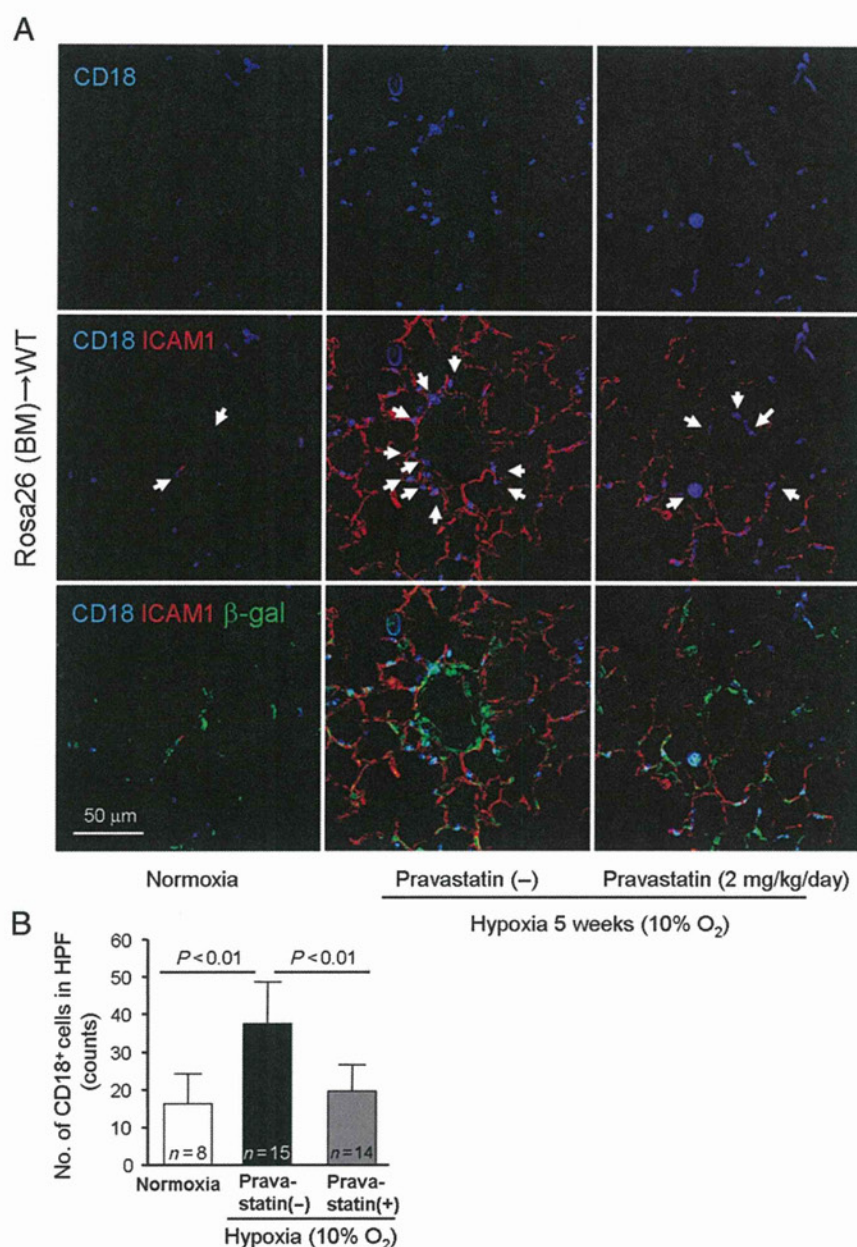 A
CD18
CD18 ICAM1
CD18 ICAM1 β-gal
50 μm
Rosa26 (BM)→WT
Normoxia
Pravastatin (–)
Pravastatin (2 mg/kg/day)
Hypoxia 5 weeks (10% O₂)
B
No. of CD18⁺ cells in HPF
(counts)
60
50
40
30
20
10
0
P < 0.01
P < 0.01
n = 8
n = 15
n = 14
Normoxia
Prava-
statin(–)
Prava-
statin(+)
Hypoxia (10% O₂)